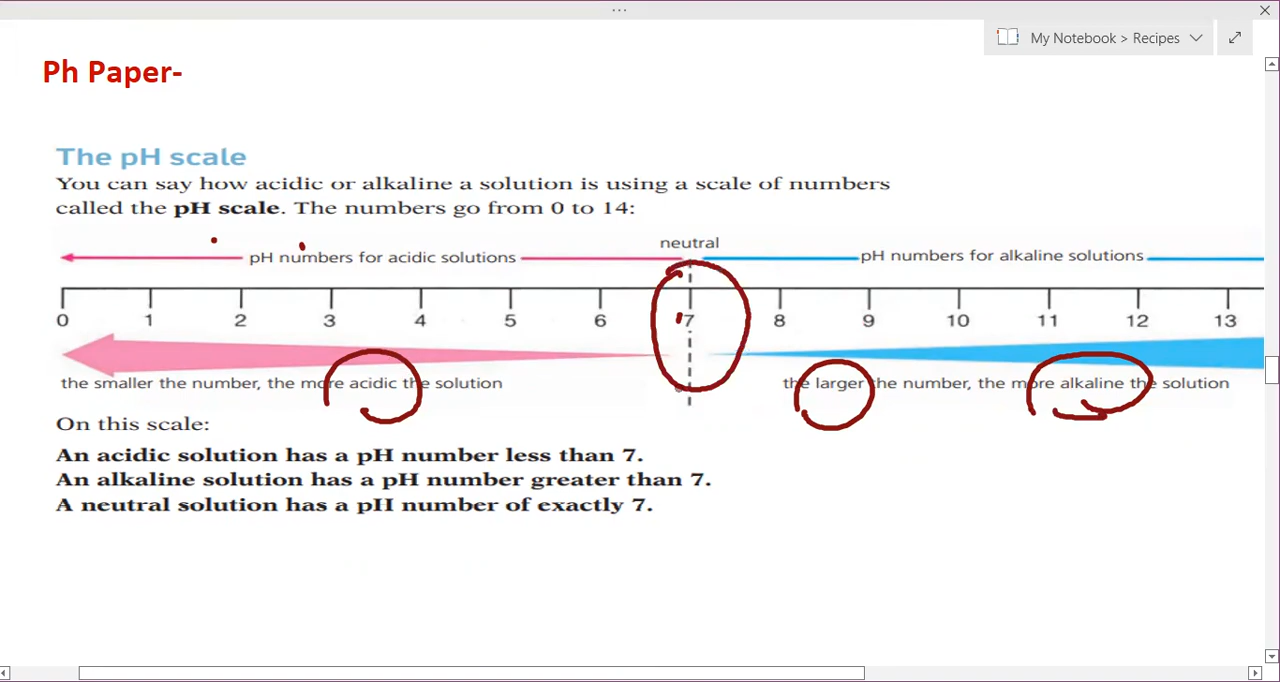 My Notebook > Recipes
Ph Paper-
The pH scale
You can say how acidic or alkaline a solution is using a scale of numbers
called the pH scale. The numbers go from 0 to 14:
neutral
pH numbers for acidic solutions pH numbers for alkaline solutions
0 1 2 3 4 5 6 7 8 9 10 11 12 13
the smaller the number, the more acidic the solution the larger the number, the more alkaline the solution
On this scale:
An acidic solution has a pH number less than 7.
An alkaline solution has a pH number greater than 7.
A neutral solution has a pH number of exactly 7.